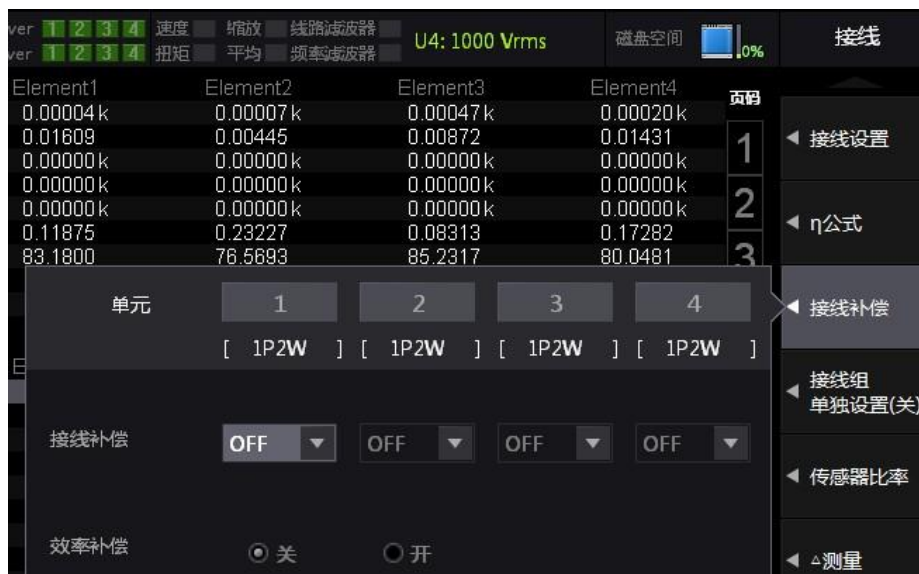 ver 1 2 3 4 速度 缩放 线路滤波器 U4: 1000 Vrms 磁盘空间 .0% 接线
ver 1 2 3 4 扭矩 平均 频率滤波器
Element1 Element2 Element3 Element4 页码
0.00004k 0.00007k 0.00047k 0.00020k
0.01609 0.00445 0.00872 0.01431 1 接线设置
0.00000k 0.00000k 0.00000k 0.00000k
0.00000k 0.00000k 0.00000k 0.00000k
0.00000k 0.00000k 0.00000k 0.00000k 2 η公式
0.11875 0.23227 0.08313 0.17282
83.1800 76.5693 85.2317 80.0481 3
单元 1 2 3 4 接线补偿
[ 1P2W ] [ 1P2W ] [ 1P2W ] [ 1P2W ]
接线组
单独设置(关)
接线补偿 OFF OFF OFF OFF
传感器比率
效率补偿 关 开
△测量